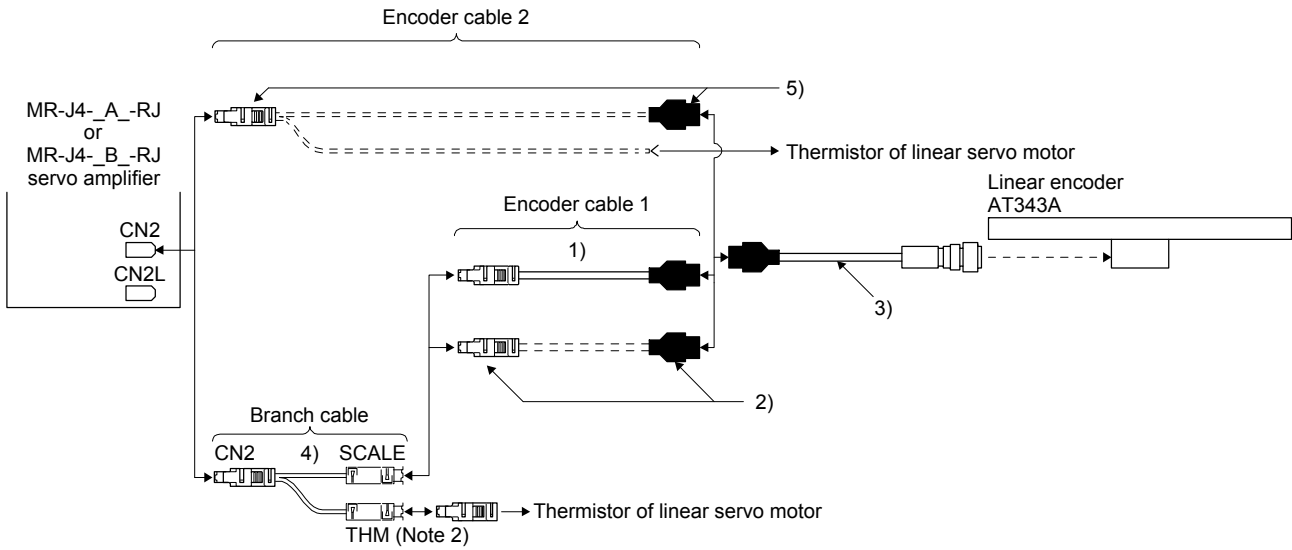 Encoder cable 2
5)
MR-J4-_A_-RJ
or
MR-J4-_B_-RJ
servo amplifier
Thermistor of linear servo motor
Linear encoder
AT343A
Encoder cable 1
1)
CN2
CN2L
3)
2)
Branch cable
CN2 4) SCALE
Thermistor of linear servo motor
THM (Note 2)